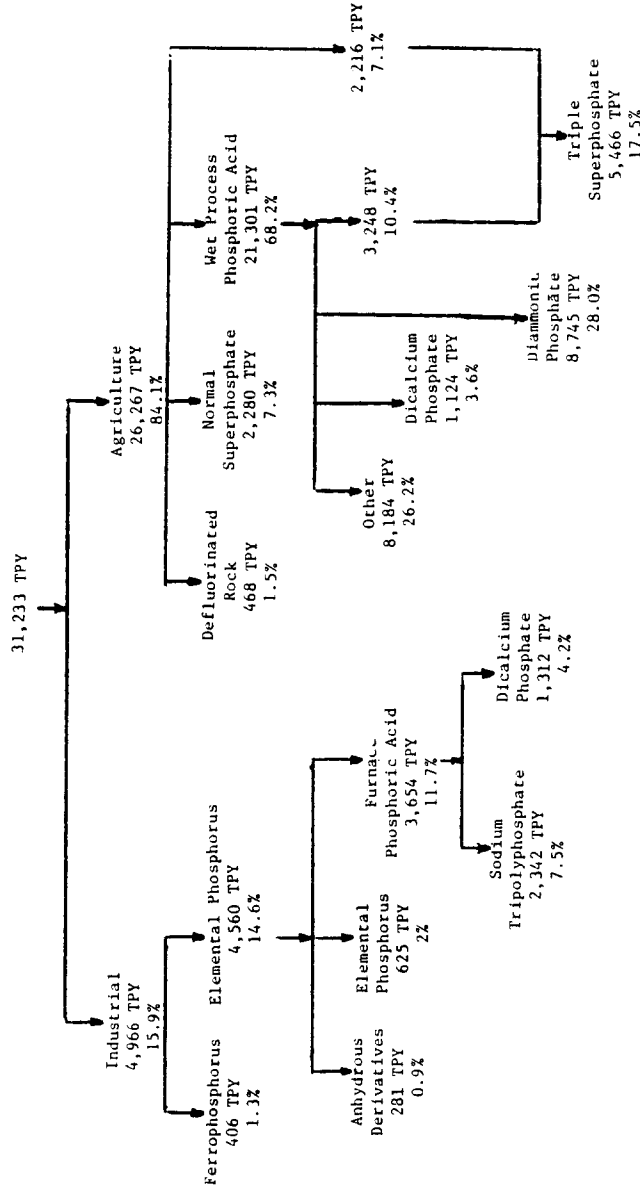 31,233 TPY
Industrial
4,966 TPY
15.9%
Agriculture
26,267 TPY
84.1%
Ferrophosphorus
406 TPY
1.3%
Elemental Phosphorus
4,560 TPY
14.6%
Defluorinated
Rock
468 TPY
1.5%
Normal
Superphosphate
2,280 TPY
7.3%
Wet Process
Phosphoric Acid
21,301 TPY
68.2%
Anhydrous
Derivatives
281 TPY
0.9%
Elemental
Phosphorus
625 TPY
2%
Furnace
Phosphoric Acid
3,654 TPY
11.7%
Other
8,184 TPY
26.2%
Dicalcium
Phosphate
1,124 TPY
3.6%
3,248 TPY
10.4%
2,216 TPY
7.1%
Sodium
Tripolyphosphate
2,342 TPY
7.5%
Dicalcium
Phosphate
1,312 TPY
4.2%
Diammoniu
Phosphate
8,745 TPY
28.0%
Triple
Superphosphate
5,466 TPY
17.5%